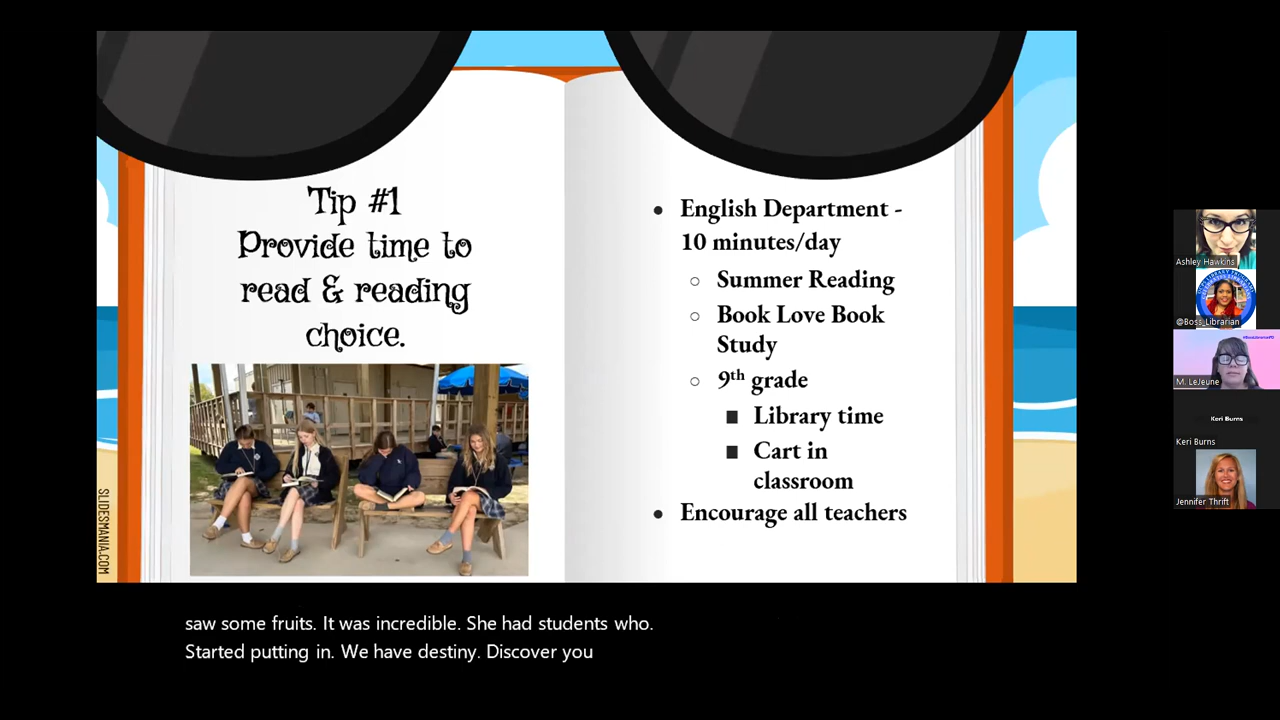 Tip #1
Provide time to
read & reading
choice.
English Department -
10 minutes/day
Summer Reading
Book Love Book
Study
9th grade
Library time
Cart in
classroom
Encourage all teachers
SLIDESMANIA.COM
Ashley Hawkins
@Boss_Librarian
M. LeJeune
Keri Burns
Keri Burns
Jennifer Thrift
saw some fruits. It was incredible. She had students who.
Started putting in. We have destiny. Discover you